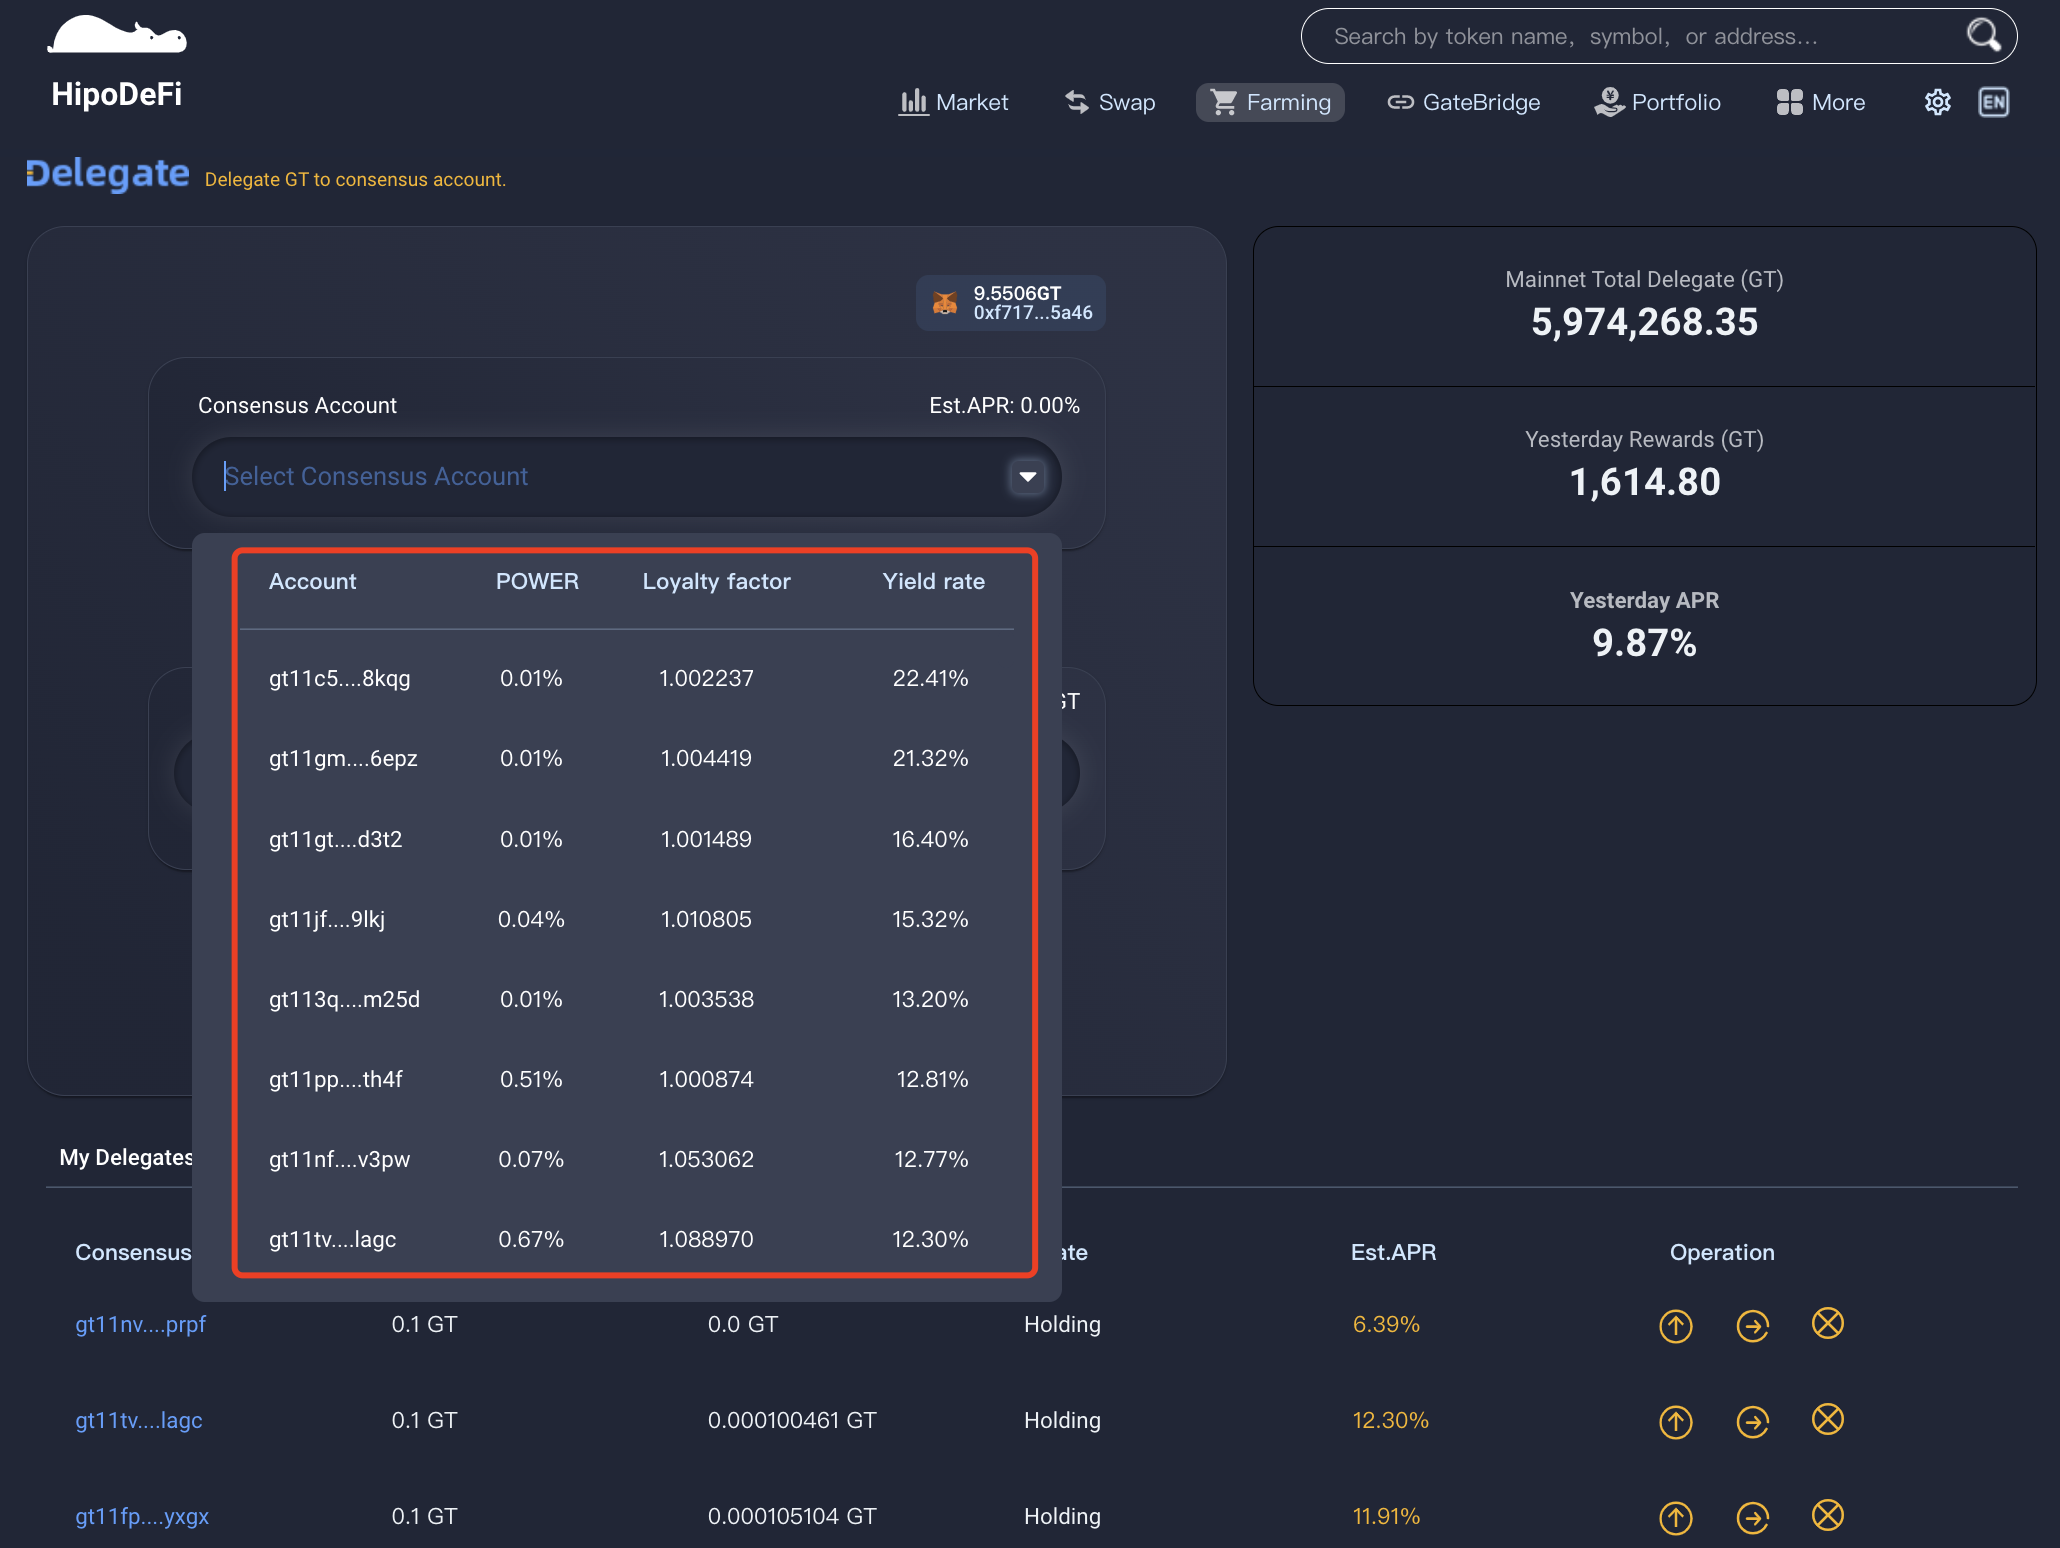 HipoDeFi
Search by token name, symbol, or address...
Market Swap Farming GateBridge Portfolio More EN
Delegate Delegate GT to consensus account.
9.5506GT
0xf717...5a46
Consensus Account Est.APR: 0.00%
Select Consensus Account
Account POWER Loyalty factor Yield rate
gt11c5....8kqg 0.01% 1.002237 22.41%
gt11gm....6epz 0.01% 1.004419 21.32%
gt11gt....d3t2 0.01% 1.001489 16.40%
gt11jf....9lkj 0.04% 1.010805 15.32%
gt113q....m25d 0.01% 1.003538 13.20%
gt11pp....th4f 0.51% 1.000874 12.81%
gt11nf....v3pw 0.07% 1.053062 12.77%
gt11tv....lagc 0.67% 1.088970 12.30%
Mainnet Total Delegate (GT)
5,974,268.35
Yesterday Rewards (GT)
1,614.80
Yesterday APR
9.87%
My Delegates
Consensus Est.APR Operation
gt11nv....prpf 0.1 GT 0.0 GT Holding 6.39%
gt11tv....lagc 0.1 GT 0.000100461 GT Holding 12.30%
gt11fp....yxgx 0.1 GT 0.000105104 GT Holding 11.91%